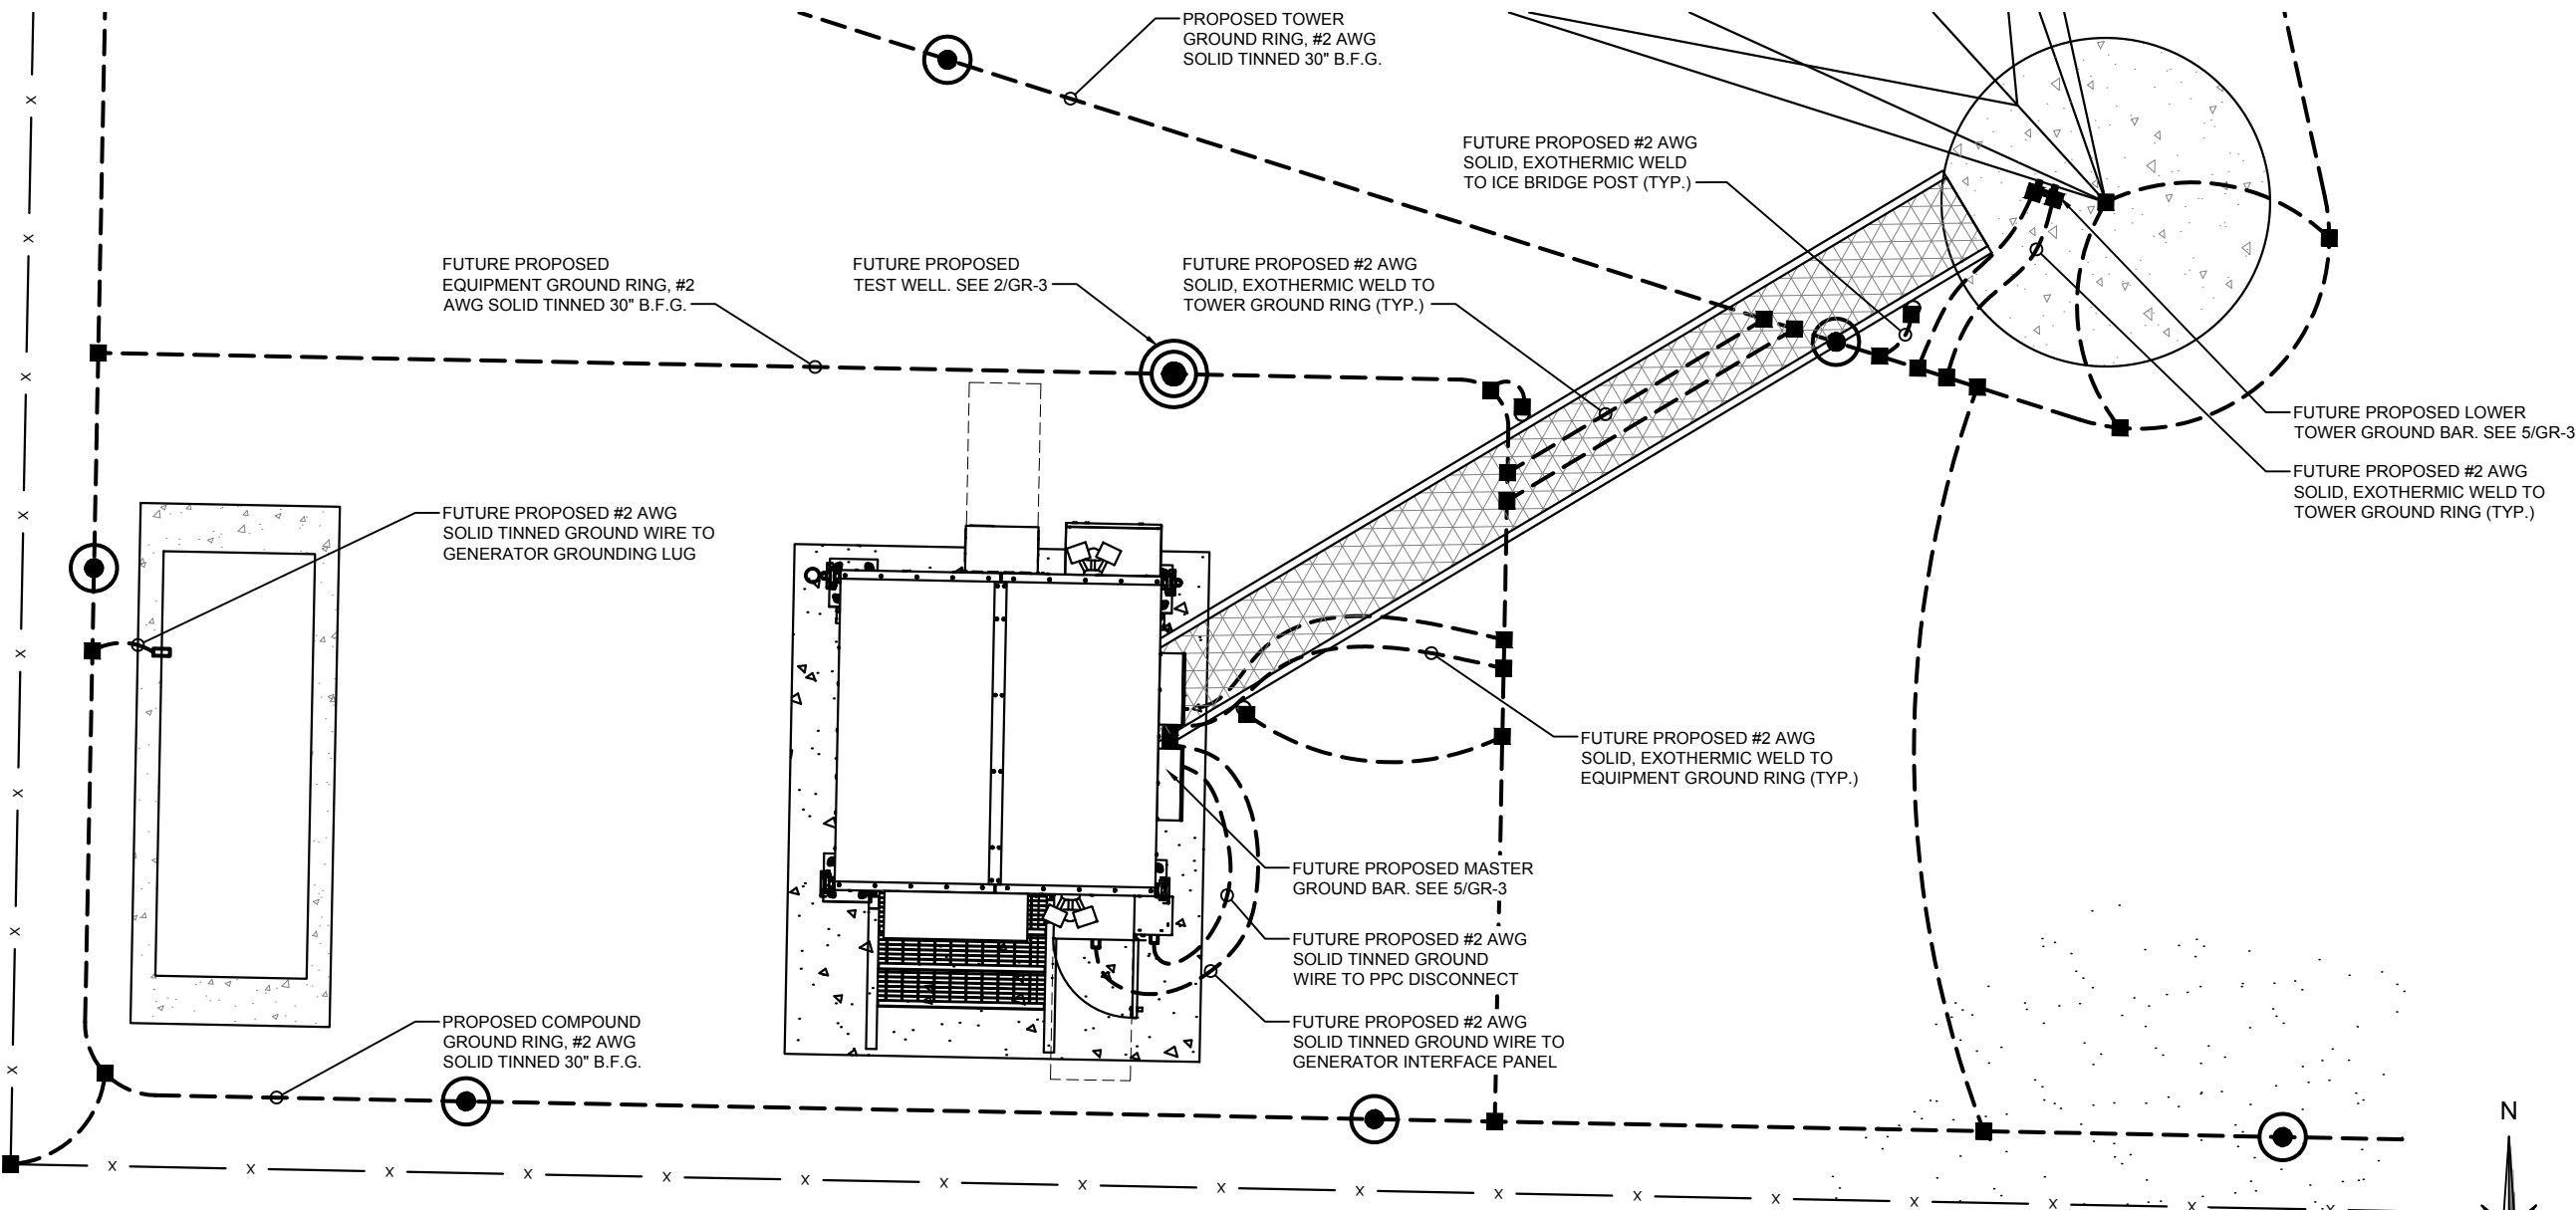 PROPOSED TOWER
GROUND RING, #2 AWG
SOLID TINNED 30" B.F.G.
FUTURE PROPOSED #2 AWG
SOLID, EXOTHERMIC WELD
TO ICE BRIDGE POST (TYP.)
FUTURE PROPOSED
EQUIPMENT GROUND RING, #2
AWG SOLID TINNED 30" B.F.G.
FUTURE PROPOSED
TEST WELL. SEE 2/GR-3
FUTURE PROPOSED #2 AWG
SOLID, EXOTHERMIC WELD TO
TOWER GROUND RING (TYP.)
FUTURE PROPOSED LOWER
TOWER GROUND BAR. SEE 5/GR-3
FUTURE PROPOSED #2 AWG
SOLID, EXOTHERMIC WELD TO
TOWER GROUND RING (TYP.)
FUTURE PROPOSED #2 AWG
SOLID TINNED GROUND WIRE TO
GENERATOR GROUNDING LUG
FUTURE PROPOSED #2 AWG
SOLID, EXOTHERMIC WELD TO
EQUIPMENT GROUND RING (TYP.)
FUTURE PROPOSED MASTER
GROUND BAR. SEE 5/GR-3
FUTURE PROPOSED #2 AWG
SOLID TINNED GROUND
WIRE TO PPC DISCONNECT
PROPOSED COMPOUND
GROUND RING, #2 AWG
SOLID TINNED 30" B.F.G.
FUTURE PROPOSED #2 AWG
SOLID TINNED GROUND WIRE TO
GENERATOR INTERFACE PANEL
N